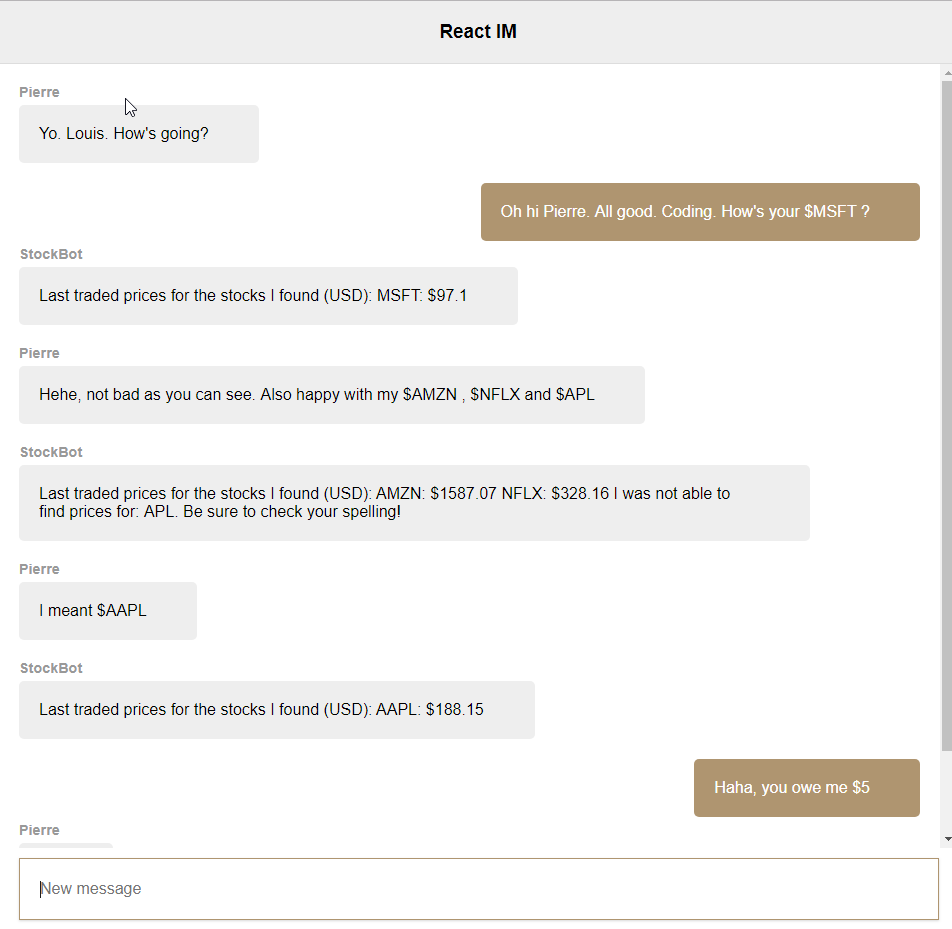 React IM
Pierre
Yo. Louis. How's going?
Oh hi Pierre. All good. Coding. How's your $MSFT ?
StockBot
Last traded prices for the stocks I found (USD): MSFT: $97.1
Pierre
Hehe, not bad as you can see. Also happy with my $AMZN , $NFLX and $APL
StockBot
Last traded prices for the stocks I found (USD): AMZN: $1587.07 NFLX: $328.16 I was not able to
find prices for: APL. Be sure to check your spelling!
Pierre
I meant $AAPL
StockBot
Last traded prices for the stocks I found (USD): AAPL: $188.15
Haha, you owe me $5
Pierre
New message